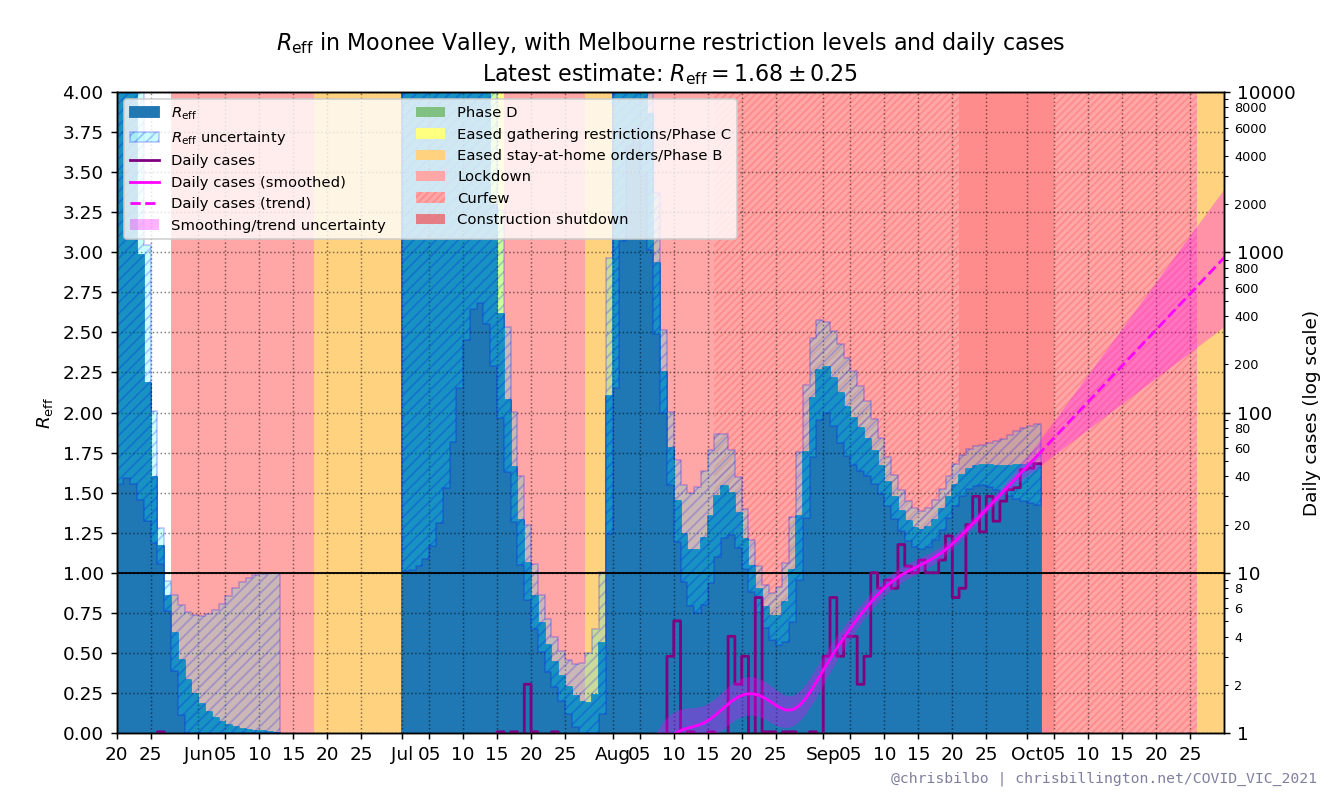 R_eff in Moonee Valley, with Melbourne restriction levels and daily cases
Latest estimate: R_eff = 1.68 ± 0.25
R_eff
R_eff uncertainty
Daily cases
Daily cases (smoothed)
Daily cases (trend)
Smoothing/trend uncertainty
Phase D
Eased gathering restrictions/Phase C
Eased stay-at-home orders/Phase B
Lockdown
Curfew
Construction shutdown
R_eff
4.00
3.75
3.50
3.25
3.00
2.75
2.50
2.25
2.00
1.75
1.50
1.25
1.00
0.75
0.50
0.25
0.00
10000
8000
6000
4000
2000
1000
800
600
400
200
100
80
60
40
20
10
8
6
4
2
1
Daily cases (log scale)
20 25 Jun 05 10 15 20 25 Jul 05 10 15 20 25 Aug 05 10 15 20 25 Sep 05 10 15 20 25 Oct 05 10 15 20 25
@chrisbilbo | chrisbillington.net/COVID_VIC_2021